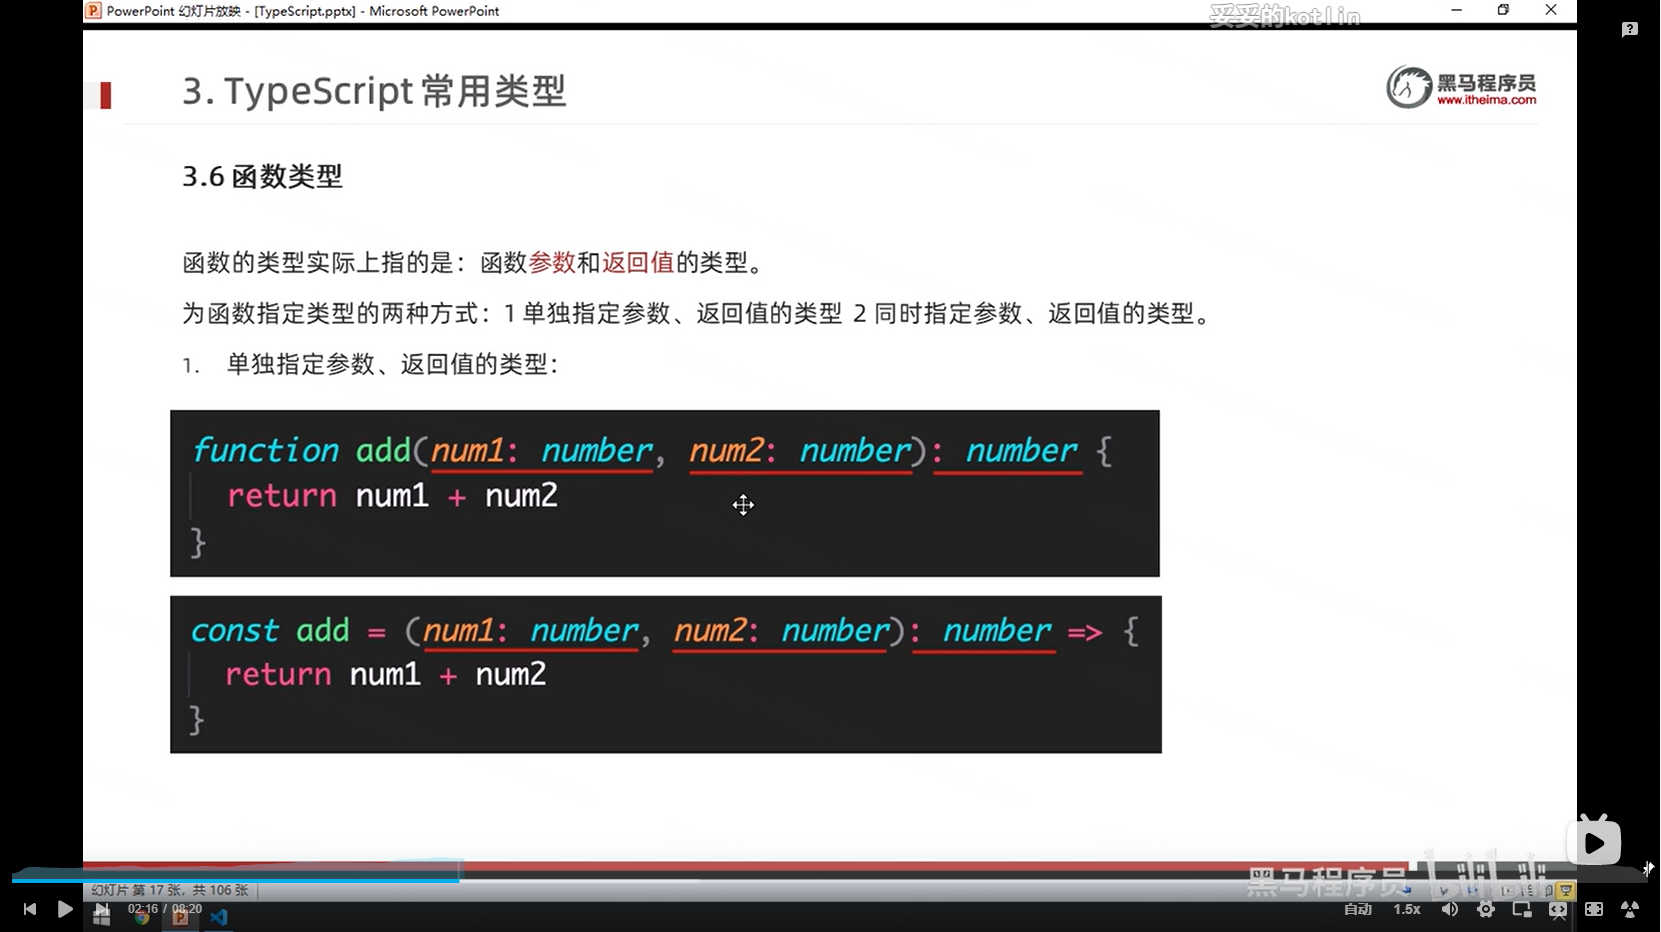 PowerPoint 幻灯片放映 - [TypeScript.pptx] - Microsoft PowerPoint
妥妥的kotlin
3. TypeScript 常用类型
黑马程序员
www.itheima.com
3.6 函数类型
函数的类型实际上指的是：函数参数和返回值的类型。
为函数指定类型的两种方式：1 单独指定参数、返回值的类型 2 同时指定参数、返回值的类型。
1. 单独指定参数、返回值的类型：
function add(num1: number, num2: number): number {
return num1 + num2
}
const add = (num1: number, num2: number): number => {
return num1 + num2
}
黑马程序员 bilibili
幻灯片 第 17 张，共 106 张
02:16 / 08:20
自动
1.5x